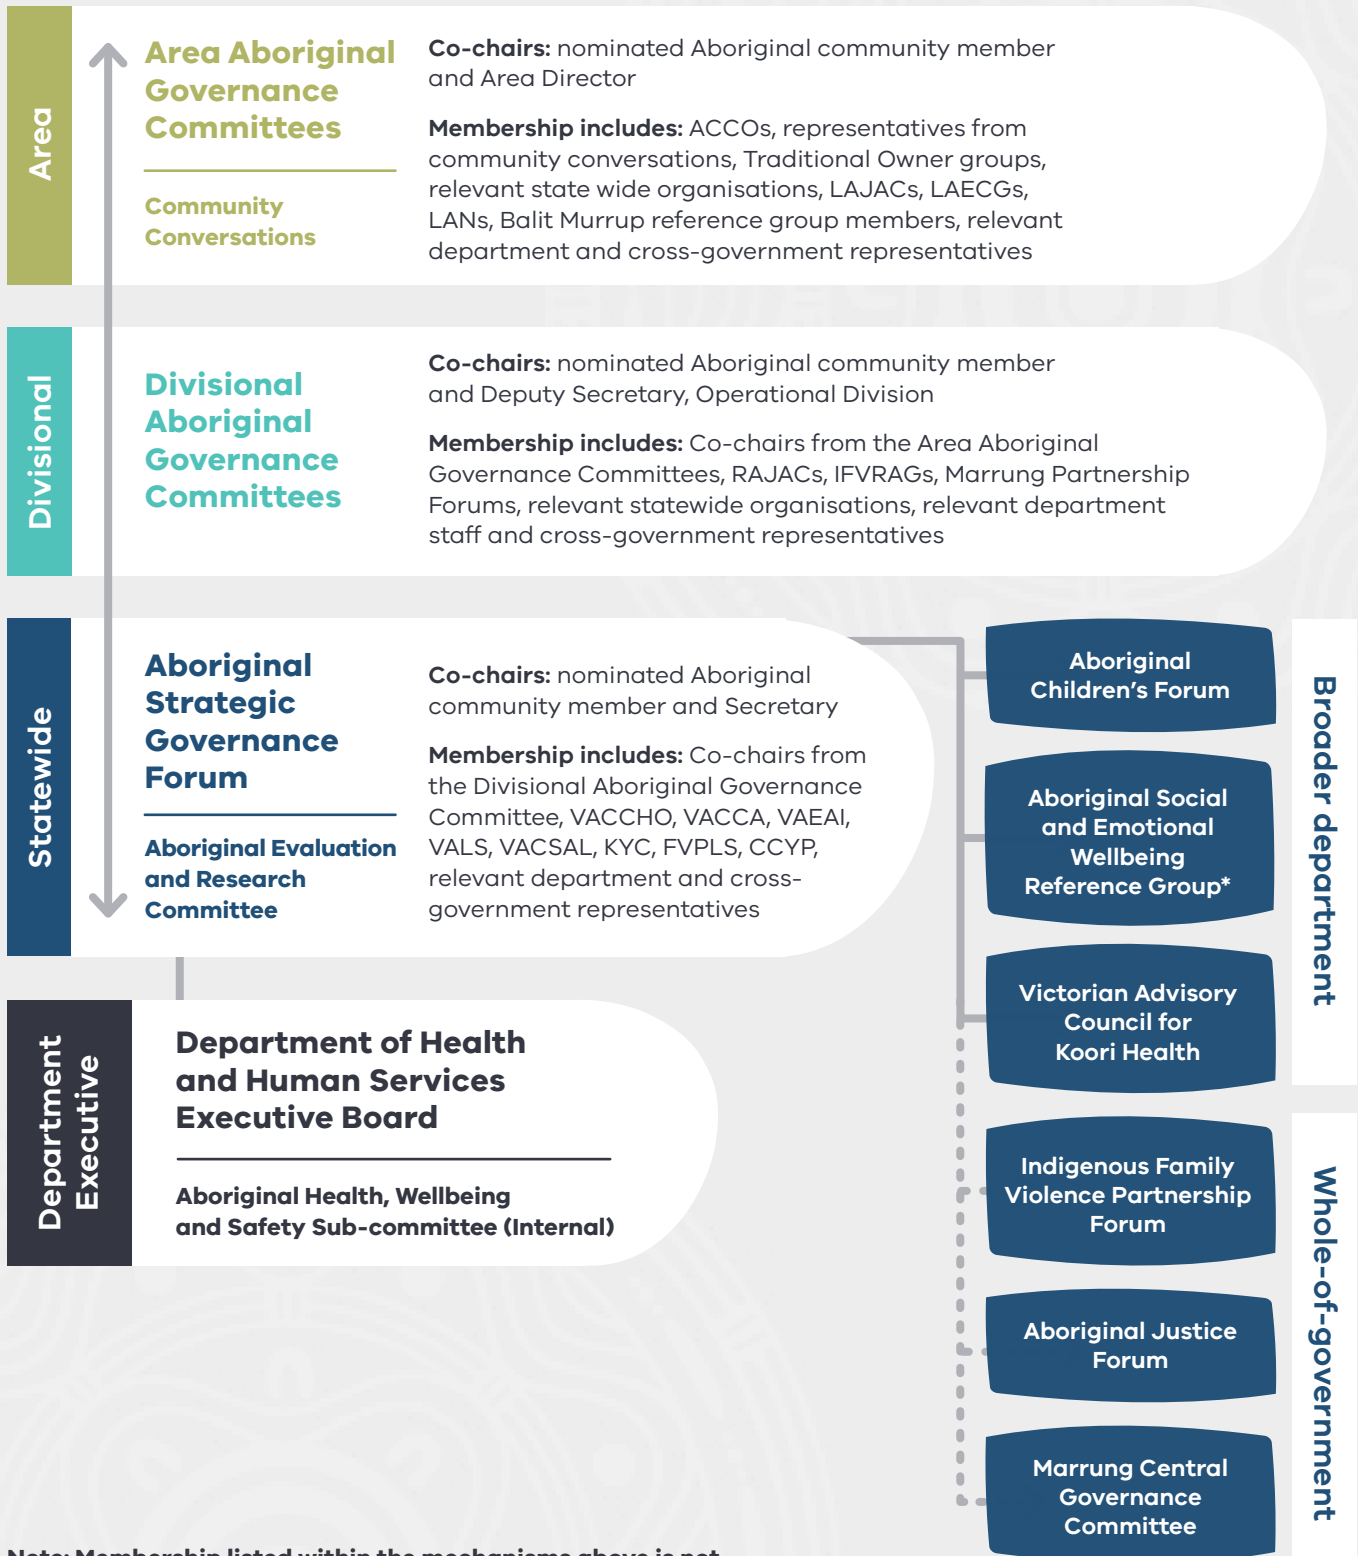 Area
Area Aboriginal
Governance
Committees
Community
Conversations
Co-chairs: nominated Aboriginal community member
and Area Director
Membership includes: ACCOs, representatives from
community conversations, Traditional Owner groups,
relevant state wide organisations, LAJACs, LAECGs,
LANs, Balit Murrup reference group members, relevant
department and cross-government representatives
Divisional
Divisional
Aboriginal
Governance
Committees
Co-chairs: nominated Aboriginal community member
and Deputy Secretary, Operational Division
Membership includes: Co-chairs from the Area Aboriginal
Governance Committees, RAJACs, IFVRAGs, Marrung Partnership
Forums, relevant statewide organisations, relevant department
staff and cross-government representatives
Statewide
Aboriginal
Strategic
Governance
Forum
Aboriginal Evaluation
and Research
Committee
Co-chairs: nominated Aboriginal
community member and Secretary
Membership includes: Co-chairs from
the Divisional Aboriginal Governance
Committee, VACCHO, VACCA, VAEAI,
VALS, VACSAL, KYC, FVPLS, CCYP,
relevant department and cross-
government representatives
Department
Executive
Department of Health
and Human Services
Executive Board
Aboriginal Health, Wellbeing
and Safety Sub-committee (Internal)
Broader department
Aboriginal
Children's Forum
Aboriginal Social
and Emotional
Wellbeing
Reference Group*
Victorian Advisory
Council for
Koori Health
Whole-of-government
Indigenous Family
Violence Partnership
Forum
Aboriginal Justice
Forum
Marrung Central
Governance
Committee
Note: Membership listed within the mechanisms above is not